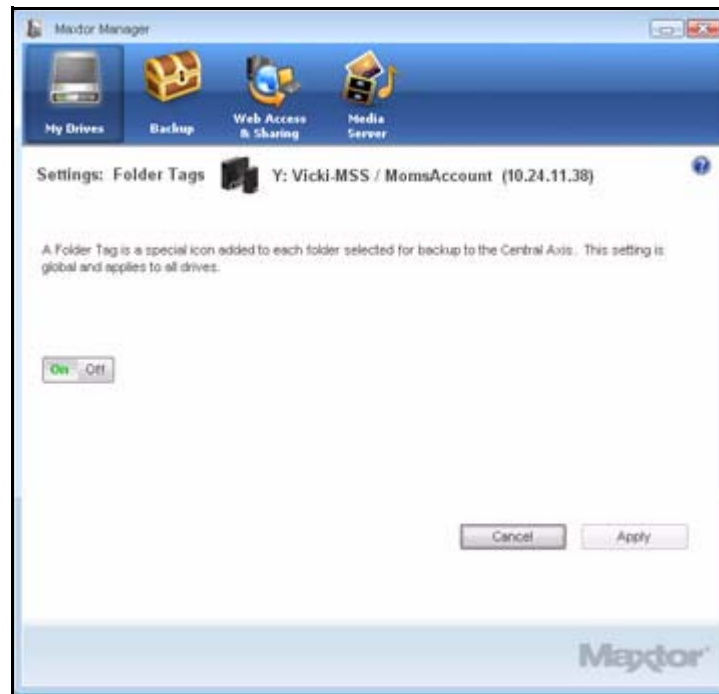 Maxtor Manager
My Drives
Backup
Web Access
& Sharing
Media
Server
Settings: Folder Tags
Y: Vicki-MSS / MomsAccount (10.24.11.38)
?
A Folder Tag is a special icon added to each folder selected for backup to the Central Axis. This setting is
global and applies to all drives.
On Off
Cancel
Apply
Maxtor